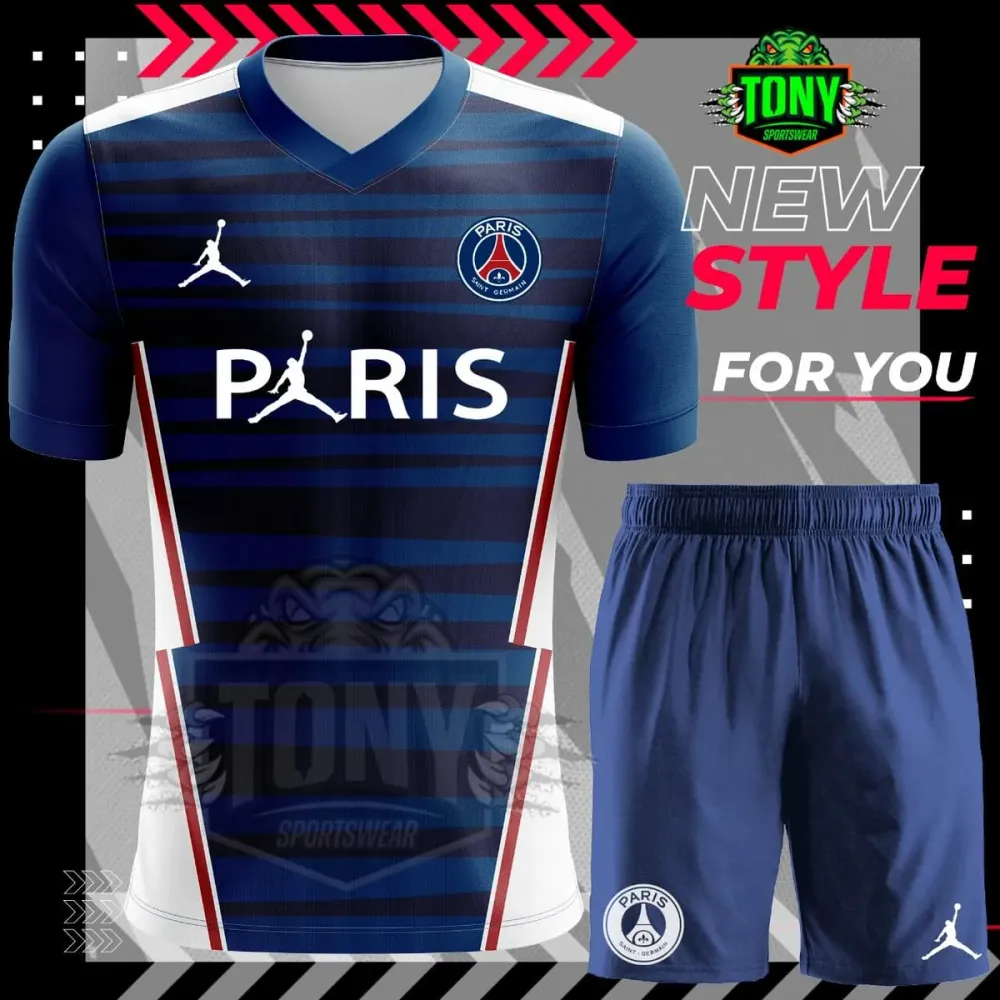 TONY
SPORTSWEAR
NEW
STYLE
FOR YOU
PARIS
SAINT GERMAIN
PARIS
TONY
SPORTSWEAR
PARIS
SAINT-GERMAIN